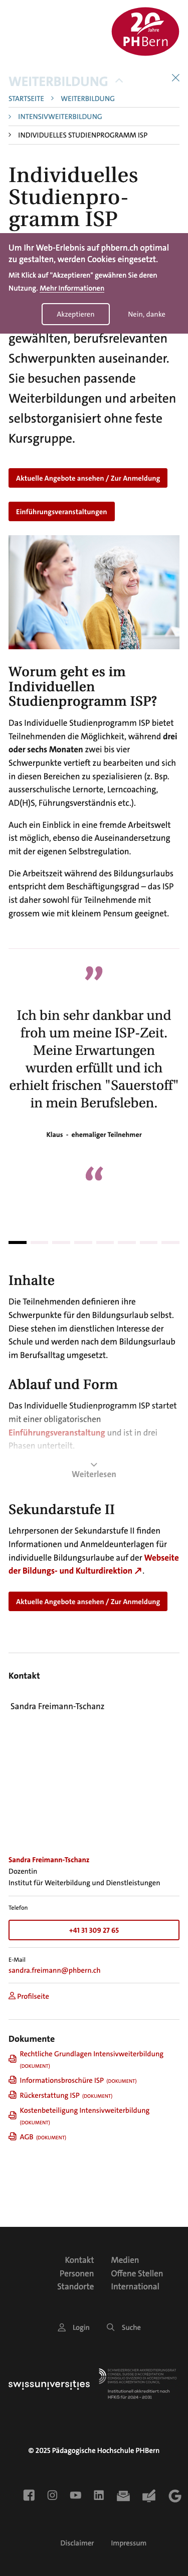 20
Jahre
PHBern
WEITERBILDUNG
STARTSEITE > WEITERBILDUNG
> INTENSIVWEITERBILDUNG
> INDIVIDUELLES STUDIENPROGRAMM ISP
Individuelles
Studienpro-
gramm ISP
Um Ihr Web-Erlebnis auf phbern.ch optimal
zu gestalten, werden Cookies eingesetzt.
Mit Klick auf "Akzeptieren" gewähren Sie deren
Nutzung. Mehr Informationen
Akzeptieren
Nein, danke
gewählten, berufsrelevanten
Schwerpunkten auseinander.
Sie besuchen passende
Weiterbildungen und arbeiten
selbstorganisiert ohne feste
Kursgruppe.
Aktuelle Angebote ansehen / Zur Anmeldung
Einführungsveranstaltungen
Worum geht es im
Individuellen
Studienprogramm ISP?
Das Individuelle Studienprogramm ISP bietet
Teilnehmenden die Möglichkeit, während drei
oder sechs Monaten zwei bis vier
Schwerpunkte vertieft zu bearbeiten und sich
in diesen Bereichen zu spezialisieren (z. Bsp.
ausserschulische Lernorte, Lerncoaching,
AD(H)S, Führungsverständnis etc.).
Auch ein Einblick in eine fremde Arbeitswelt
ist möglich, ebenso die Auseinandersetzung
mit der eigenen Selbstregulation.
Die Arbeitszeit während des Bildungsurlaubs
entspricht dem Beschäftigungsgrad – das ISP
ist daher sowohl für Teilnehmende mit
grossem wie mit kleinem Pensum geeignet.
”
Ich bin sehr dankbar und
froh um meine ISP-Zeit.
Meine Erwartungen
wurden erfüllt und ich
erhielt frischen "Sauerstoff"
in mein Berufsleben.
Klaus - ehemaliger Teilnehmer
“
Inhalte
Die Teilnehmenden definieren ihre
Schwerpunkte für den Bildungsurlaub selbst.
Diese stehen im dienstlichen Interesse der
Schule und werden nach dem Bildungsurlaub
im Berufsalltag umgesetzt.
Ablauf und Form
Das Individuelle Studienprogramm ISP startet
mit einer obligatorischen
Einführungsveranstaltung und ist in drei
Phasen unterteilt.
Weiterlesen
Sekundarstufe II
Lehrpersonen der Sekundarstufe II finden
Informationen und Anmeldeunterlagen für
individuelle Bildungsurlaube auf der Webseite
der Bildungs- und Kulturdirektion ↗.
Aktuelle Angebote ansehen / Zur Anmeldung
Kontakt
Sandra Freimann-Tschanz
Sandra Freimann-Tschanz
Dozentin
Institut für Weiterbildung und Dienstleistungen
Telefon
+41 31 309 27 65
E-Mail
sandra.freimann@phbern.ch
Profilseite
Dokumente
Rechtliche Grundlagen Intensivweiterbildung
(DOKUMENT)
Informationsbroschüre ISP (DOKUMENT)
Rückerstattung ISP (DOKUMENT)
Kostenbeteiligung Intensivweiterbildung
(DOKUMENT)
AGB (DOKUMENT)
Kontakt
Medien
Personen
Offene Stellen
Standorte
International
Login
Suche
swissuniversities
© 2025 Pädagogische Hochschule PHBern
Disclaimer
Impressum